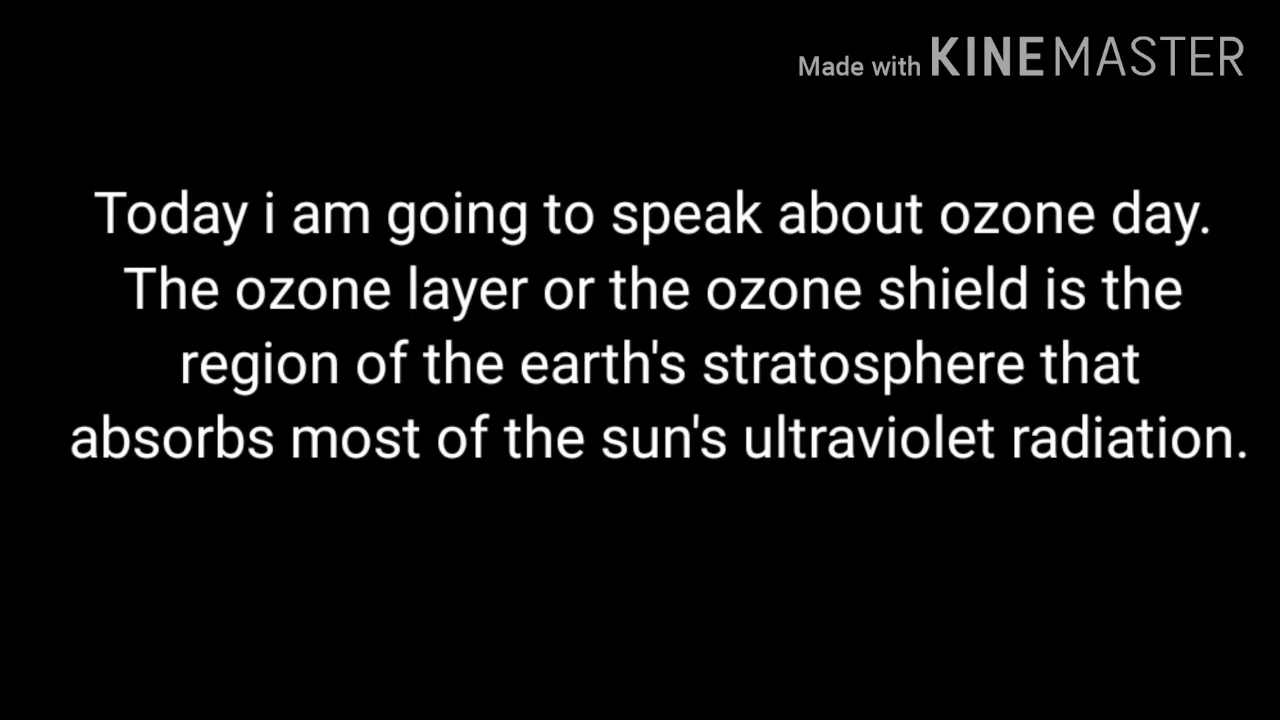 Made with KINEMASTER
Today i am going to speak about ozone day.
The ozone layer or the ozone shield is the
region of the earth's stratosphere that
absorbs most of the sun's ultraviolet radiation.